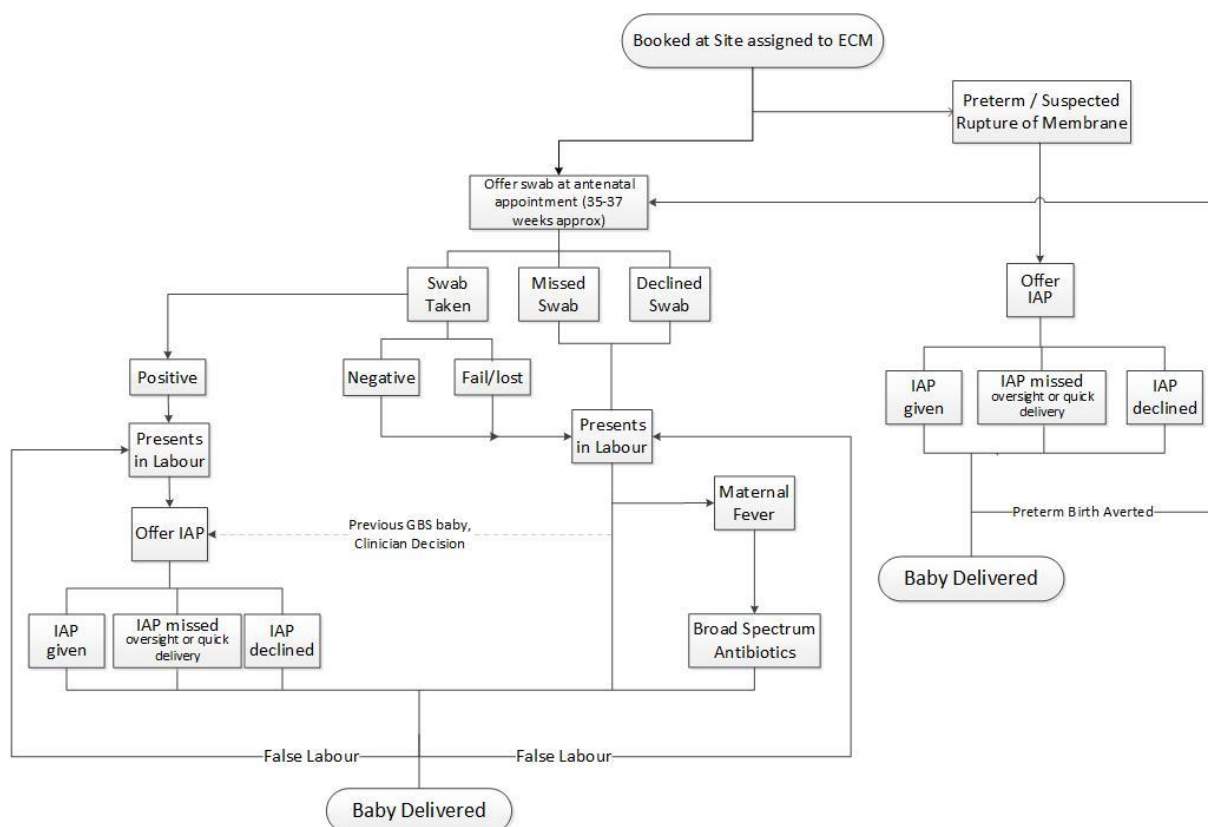 Booked at Site assigned to ECM
Preterm / Suspected
Rupture of Membrane
Offer swab at antenatal
appointment (35-37
weeks approx)
Swab
Taken
Missed
Swab
Declined
Swab
Offer
IAP
Positive
Negative
Fail/lost
IAP
given
IAP missed
oversight or quick
delivery
IAP
declined
Presents
in Labour
Presents
in Labour
Maternal
Fever
Preterm Birth Averted
Offer IAP
Previous GBS baby,
Clinician Decision
Baby Delivered
IAP
given
IAP missed
oversight or quick
delivery
IAP
declined
Broad Spectrum
Antibiotics
False Labour
False Labour
Baby Delivered